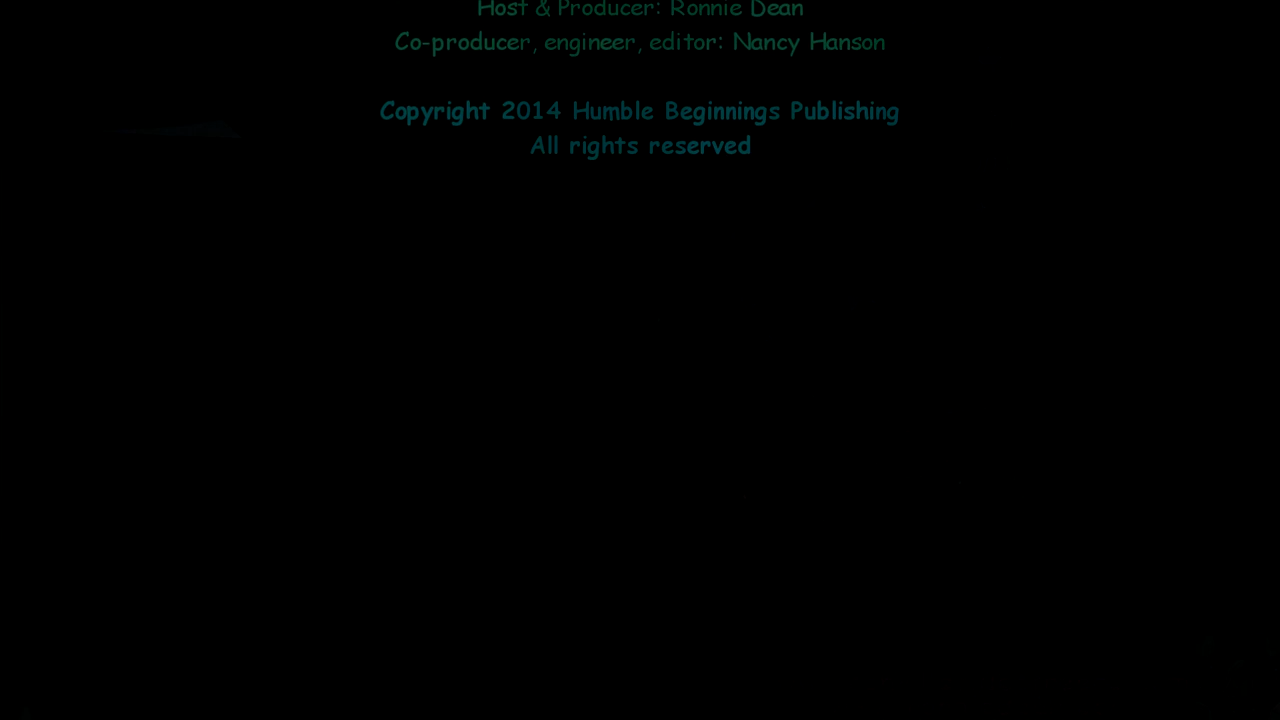 Host & Producer: Ronnie Dean
Co-producer, engineer, editor: Nancy Hanson
Copyright 2014 Humble Beginnings Publishing
All rights reserved